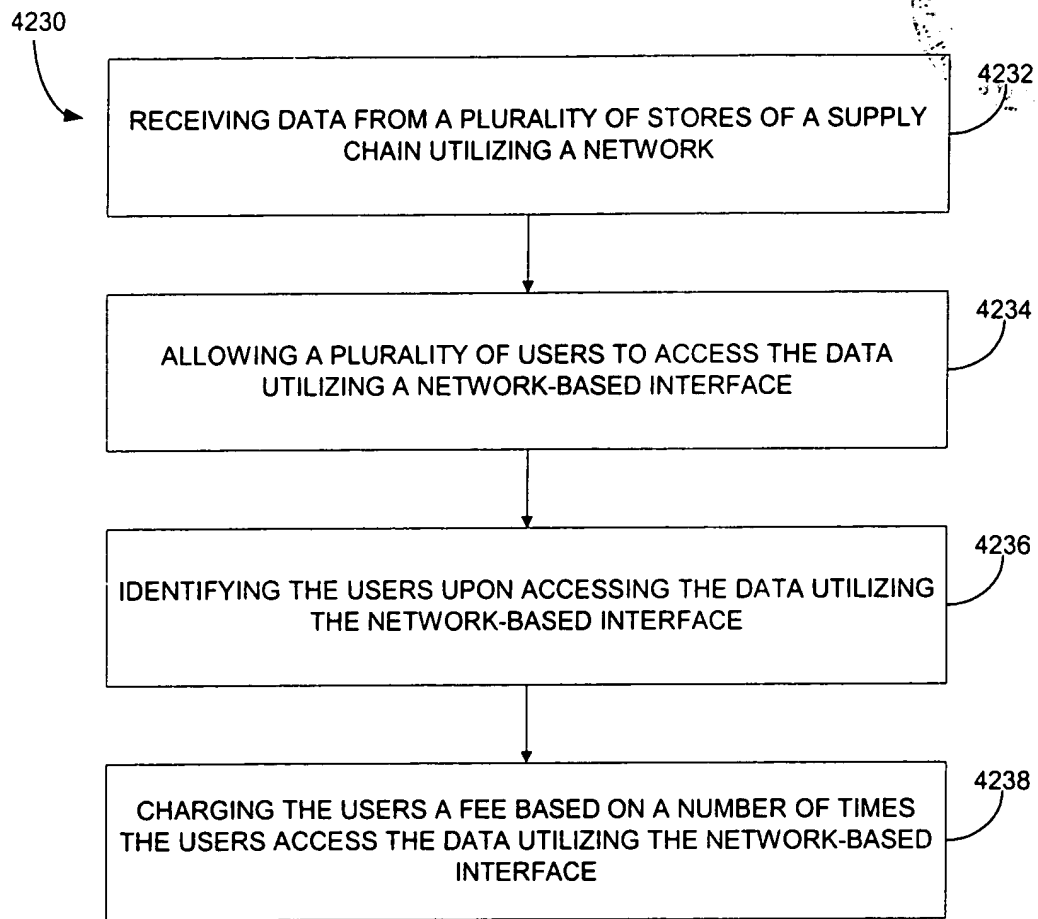 4230
4232
RECEIVING DATA FROM A PLURALITY OF STORES OF A SUPPLY
CHAIN UTILIZING A NETWORK
4234
ALLOWING A PLURALITY OF USERS TO ACCESS THE DATA
UTILIZING A NETWORK-BASED INTERFACE
4236
IDENTIFYING THE USERS UPON ACCESSING THE DATA UTILIZING
THE NETWORK-BASED INTERFACE
4238
CHARGING THE USERS A FEE BASED ON A NUMBER OF TIMES
THE USERS ACCESS THE DATA UTILIZING THE NETWORK-BASED
INTERFACE